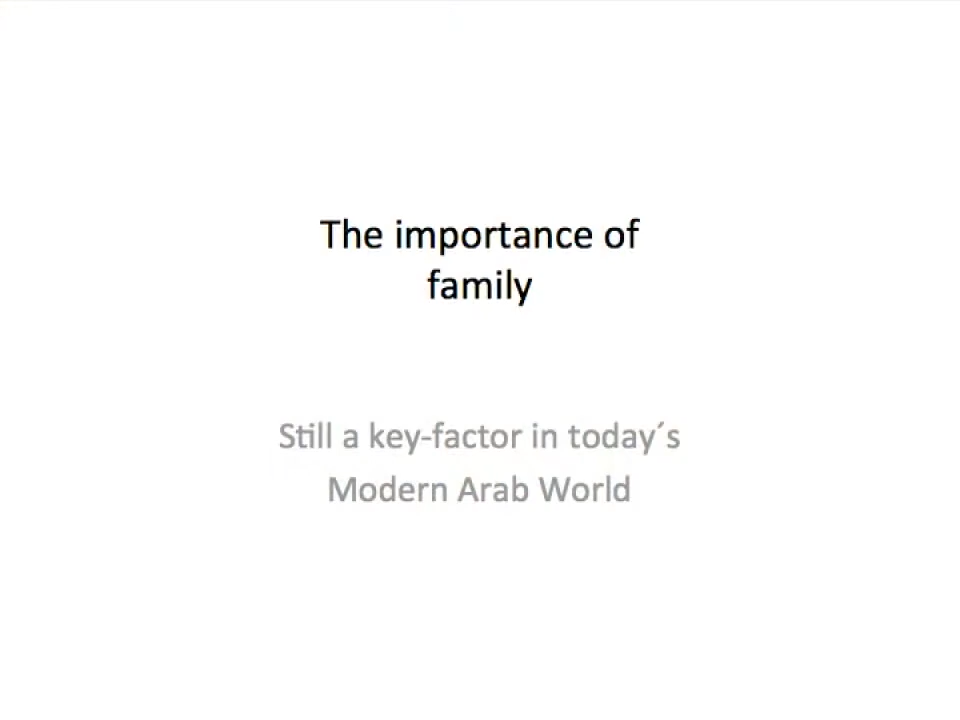 The importance of
family
Still a key-factor in today´s
Modern Arab World